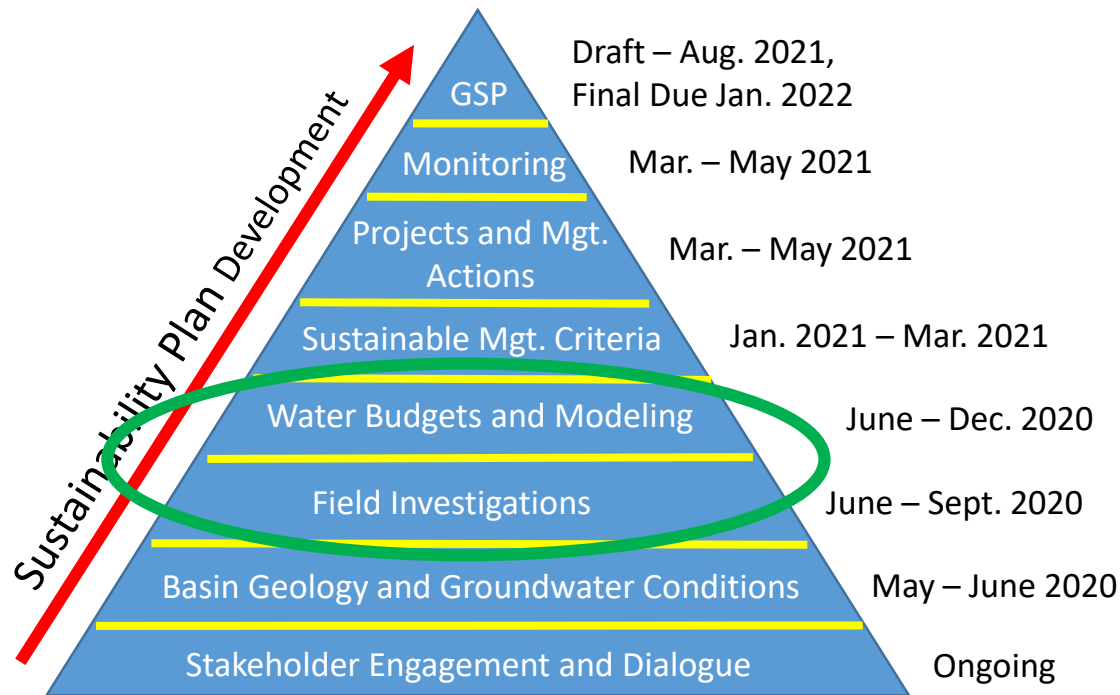 Sustainability Plan Development
Draft – Aug. 2021,
GSP
Final Due Jan. 2022
Monitoring
Mar. – May 2021
Projects and Mgt.
Actions
Mar. – May 2021
Sustainable Mgt. Criteria
Jan. 2021 – Mar. 2021
Water Budgets and Modeling
June – Dec. 2020
Field Investigations
June – Sept. 2020
Basin Geology and Groundwater Conditions
May – June 2020
Stakeholder Engagement and Dialogue
Ongoing